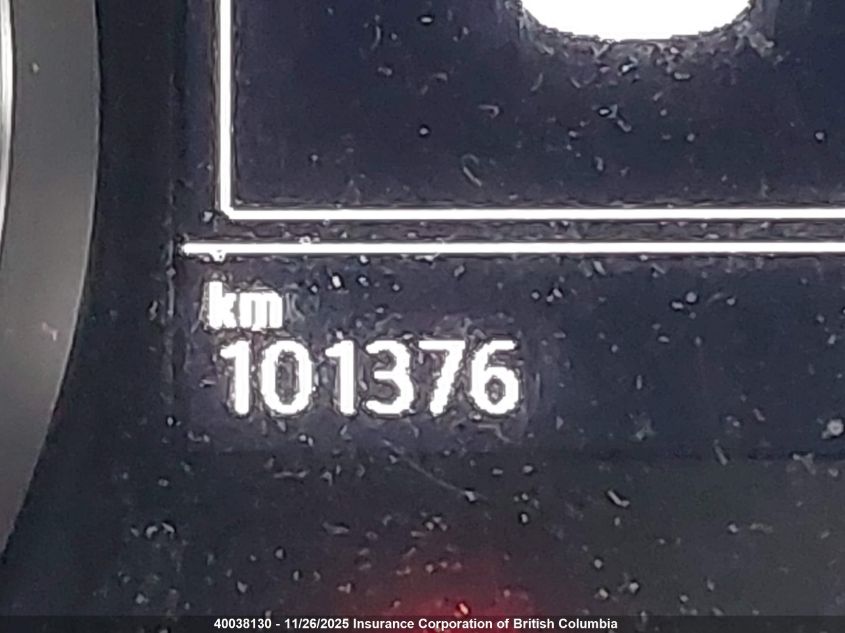 km
101376
40038130 - 11/26/2025 Insurance Corporation of British Columbia